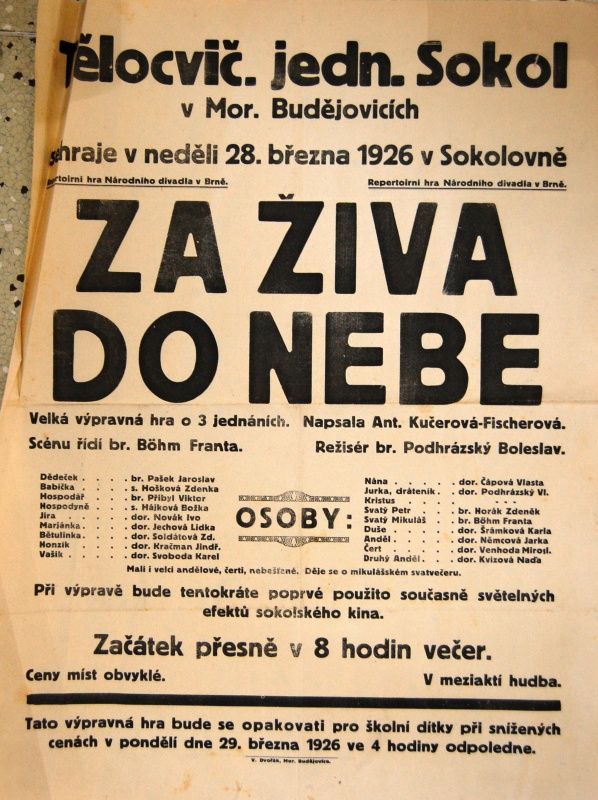 Tělocvič. jedn. Sokol
v Mor. Budějovicích
sehraje v neděli 28. března 1926 v Sokolovně
Repertoirní hra Národního divadla v Brně. Repertoirní hra Národního divadla v Brně.
ZA ŽIVA
DO NEBE
Velká výpravná hra o 3 jednáních. Napsala Ant. Kučerová-Fischerová.
Scénu řídí br. Böhm Franta. Režisér br. Podhrázský Boleslav.
OSOBY:
Dědeček . . . . br. Pašek Jaroslav
Babička . . . . s. Hošková Zdenka
Hospodář . . . br. Přibyl Viktor
Hospodyně . . . s. Hájková Božka
Jira . . . . . dor. Novák Ivo
Marjánka . . . dor. Jechová Lidka
Bětulinka . . . dor. Soldátová Zd.
Honzík . . . . dor. Kračman Jindř.
Vašík . . . . . dor. Svoboda Karel
Nána . . . . . dor. Čápová Vlasta
Jurka, dráteník . . dor. Podhrázský Vl.
Kristus . . . . - - -
Svatý Petr . . . br. Norák Zdeněk
Svatý Mikuláš . . br. Böhm Franta
Duše . . . . . dor. Šrámková Karla
Anděl . . . . . dor. Němcová Jarka
Čert . . . . . dor. Venhoda Mirosl.
Druhý Anděl . . . dor. Kvizová Naďa
Malí i velcí andělové, čerti, nebešťané. Děje se o mikulášském svatvečeru.
Při výpravě bude tentokráte poprvé použito současně světelných
efektů sokolského kina.
Začátek přesně v 8 hodin večer.
Ceny míst obvyklé. V meziaktí hudba.
Tato výpravná hra bude se opakovati pro školní dítky při snížených
cenách v pondělí dne 29. března 1926 ve 4 hodiny odpoledne.
V. Dvořák, Mor. Budějovice.